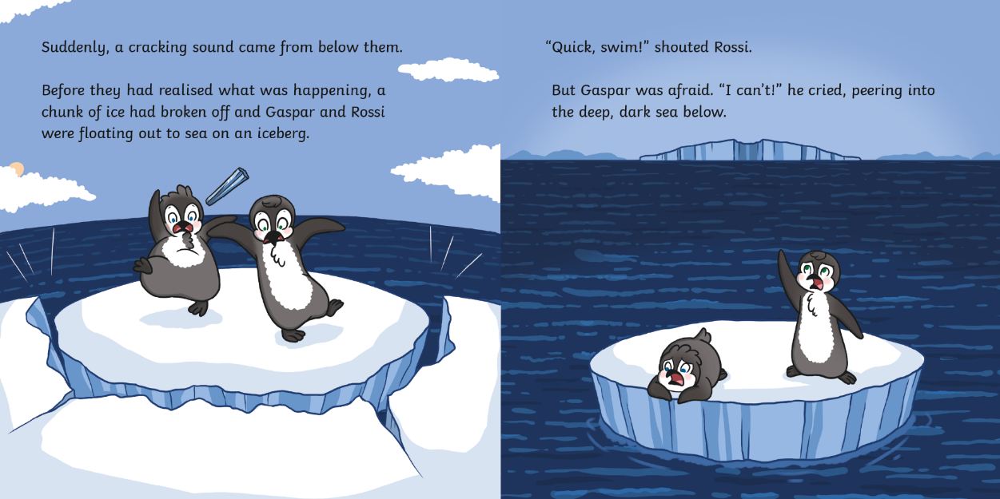 Suddenly, a cracking sound came from below them.
Before they had realised what was happening, a
chunk of ice had broken off and Gaspar and Rossi
were floating out to sea on an iceberg.
“Quick, swim!” shouted Rossi.
But Gaspar was afraid. “I can’t!” he cried, peering into
the deep, dark sea below.